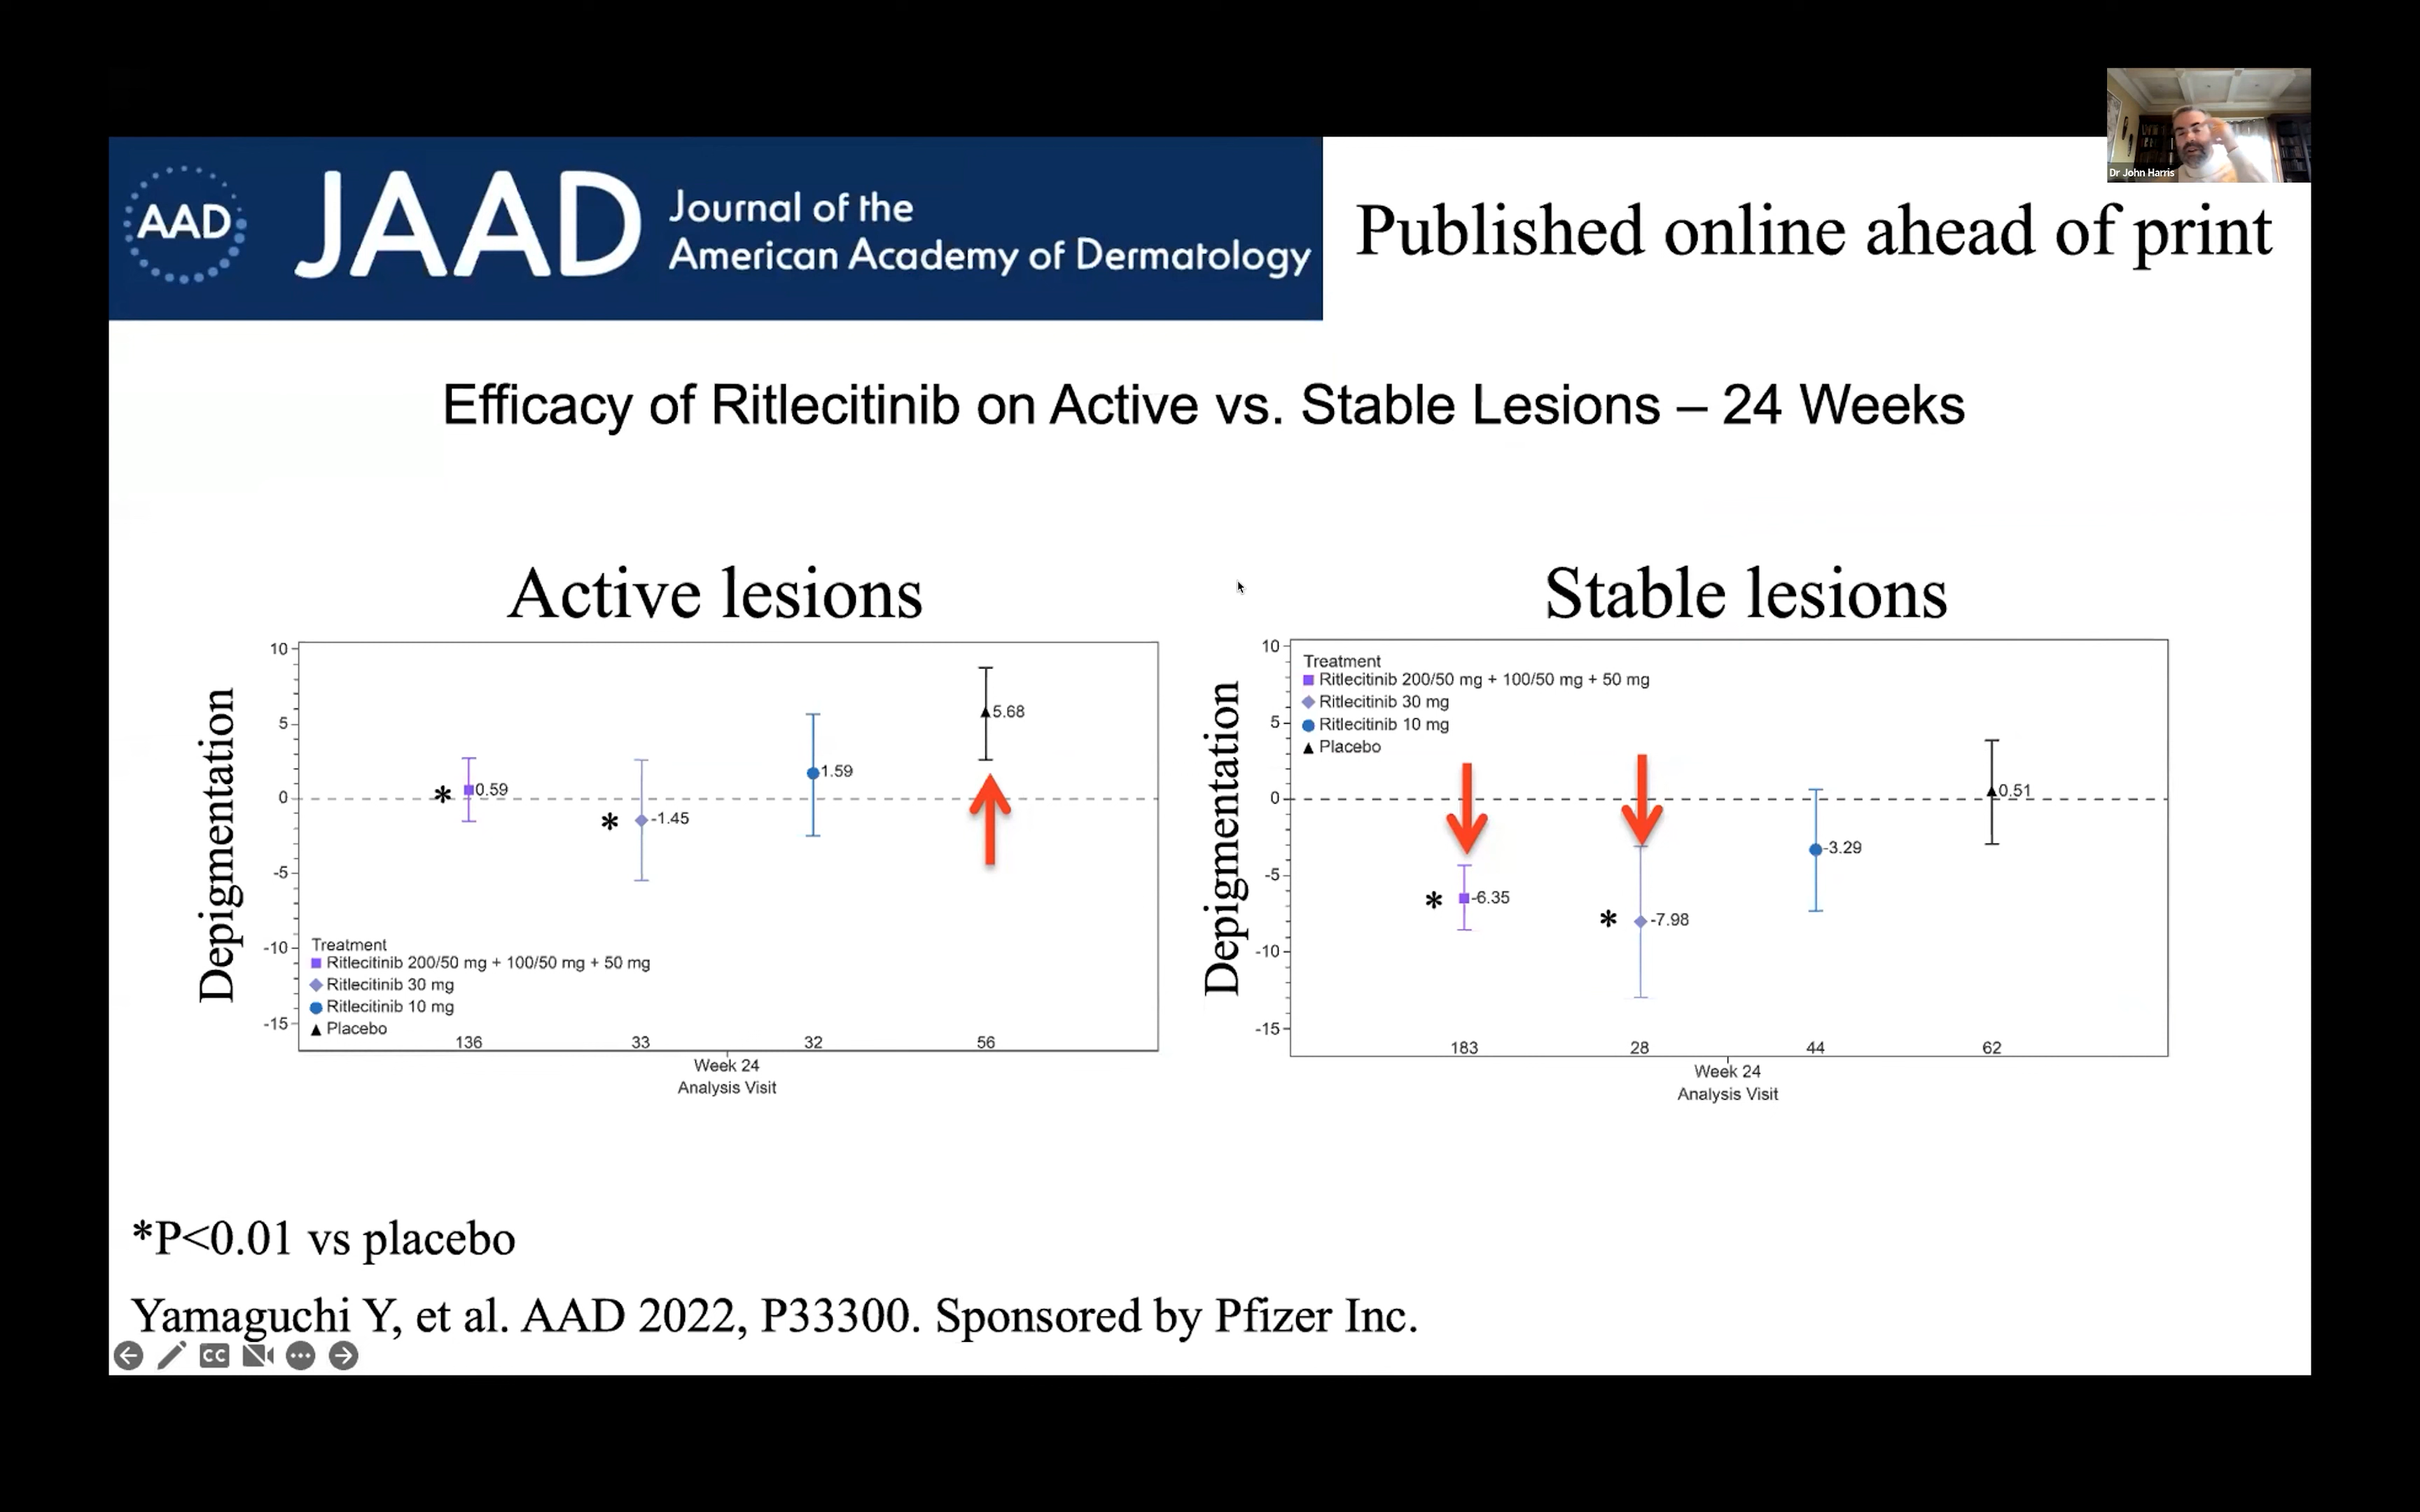 Dr John Harris
AAD
JAAD
Journal of the
American Academy of Dermatology
Published online ahead of print
Efficacy of Ritlecitinib on Active vs. Stable Lesions – 24 Weeks
Active lesions
Depigmentation
10
5
0
-5
-10
-15
* 0.59
* -1.45
1.59
5.68
Treatment
Ritlecitinib 200/50 mg + 100/50 mg + 50 mg
Ritlecitinib 30 mg
Ritlecitinib 10 mg
Placebo
136 33 32 56
Week 24
Analysis Visit
Stable lesions
Depigmentation
10
5
0
-5
-10
-15
Treatment
Ritlecitinib 200/50 mg + 100/50 mg + 50 mg
Ritlecitinib 30 mg
Ritlecitinib 10 mg
Placebo
* -6.35
* -7.98
-3.29
0.51
183 28 44 62
Week 24
Analysis Visit
*P<0.01 vs placebo
Yamaguchi Y, et al. AAD 2022, P33300. Sponsored by Pfizer Inc.
CC